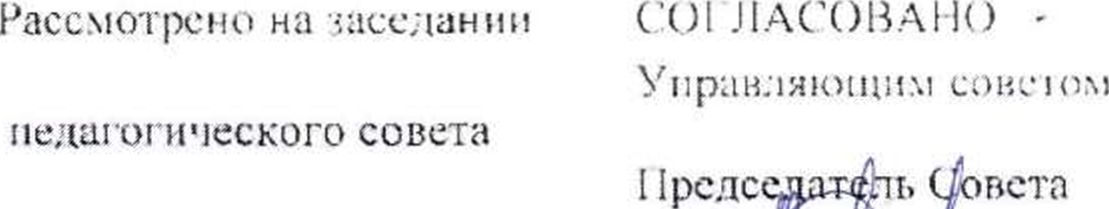 Рассмотрено на заседании
педагогического совета
СОГЛАСОВАНО -
Управляющим советом
Председатель Совета